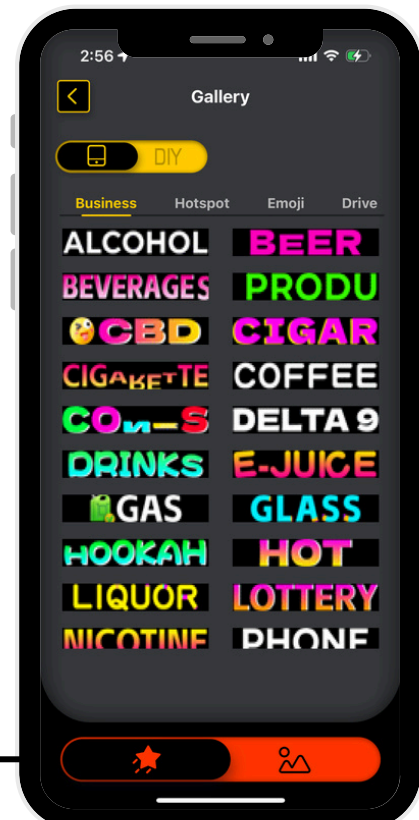 2:56
Gallery
DIY
Business Hotspot Emoji Drive
ALCOHOL BEER
BEVERAGES PRODU
CBD CIGAR
CIGARETTE COFFEE
DELTA 9
DRINKS E-JUICE
GAS GLASS
HOOKAH HOT
LIQUOR LOTTERY
NICOTINE PHONE